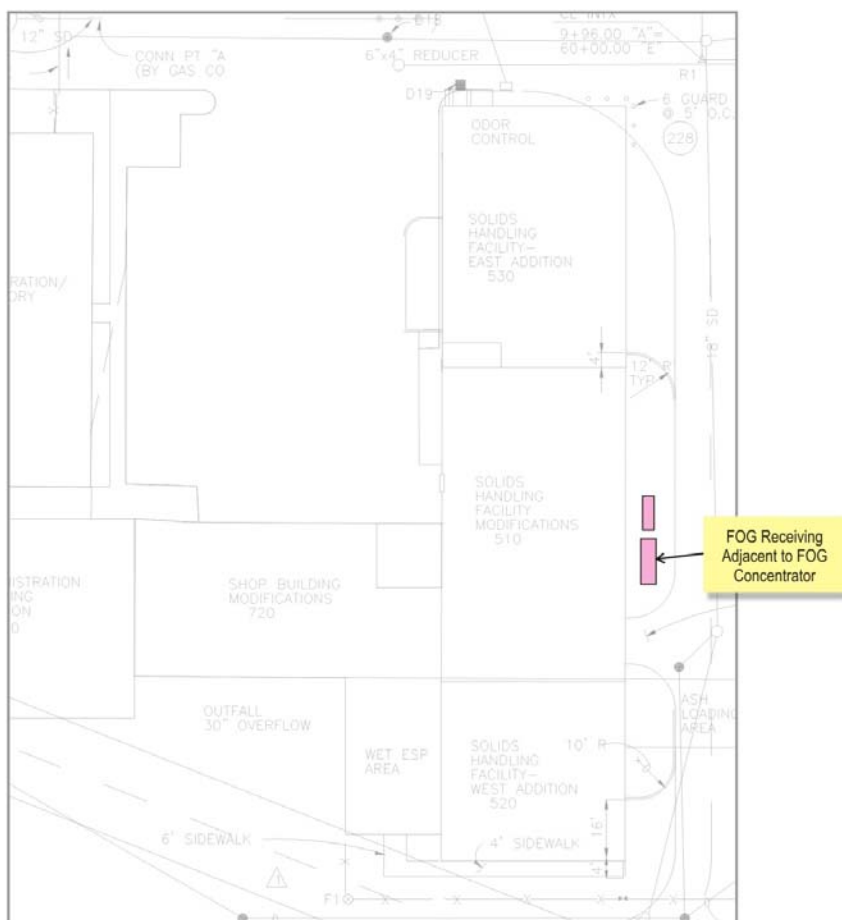 12" SD
D18
CL INTX
9+96.00 "A"=
60+00.00 "E"
CONN PT "A
(BY GAS CO
6"x4" REDUCER
R1
D19
6 GUARD
@ 5' O.C.
228
ODOR
CONTROL
SOLIDS
HANDLING
FACILITY-
EAST ADDITION
530
RATION/
ORY
18" SD
4'
12' R
TYP
SOLIDS
HANDLING
FACILITY
MODIFICATIONS
510
FOG Receiving
Adjacent to FOG
Concentrator
ISTRATION
ING
ON
0
SHOP BUILDING
MODIFICATIONS
720
OUTFALL
30" OVERFLOW
ASH
LOADING
AREA
WET ESP
AREA
SOLIDS
HANDLING
FACILITY-
WEST ADDITION
520
10' R
16'
6' SIDEWALK
4' SIDEWALK
4'
F1